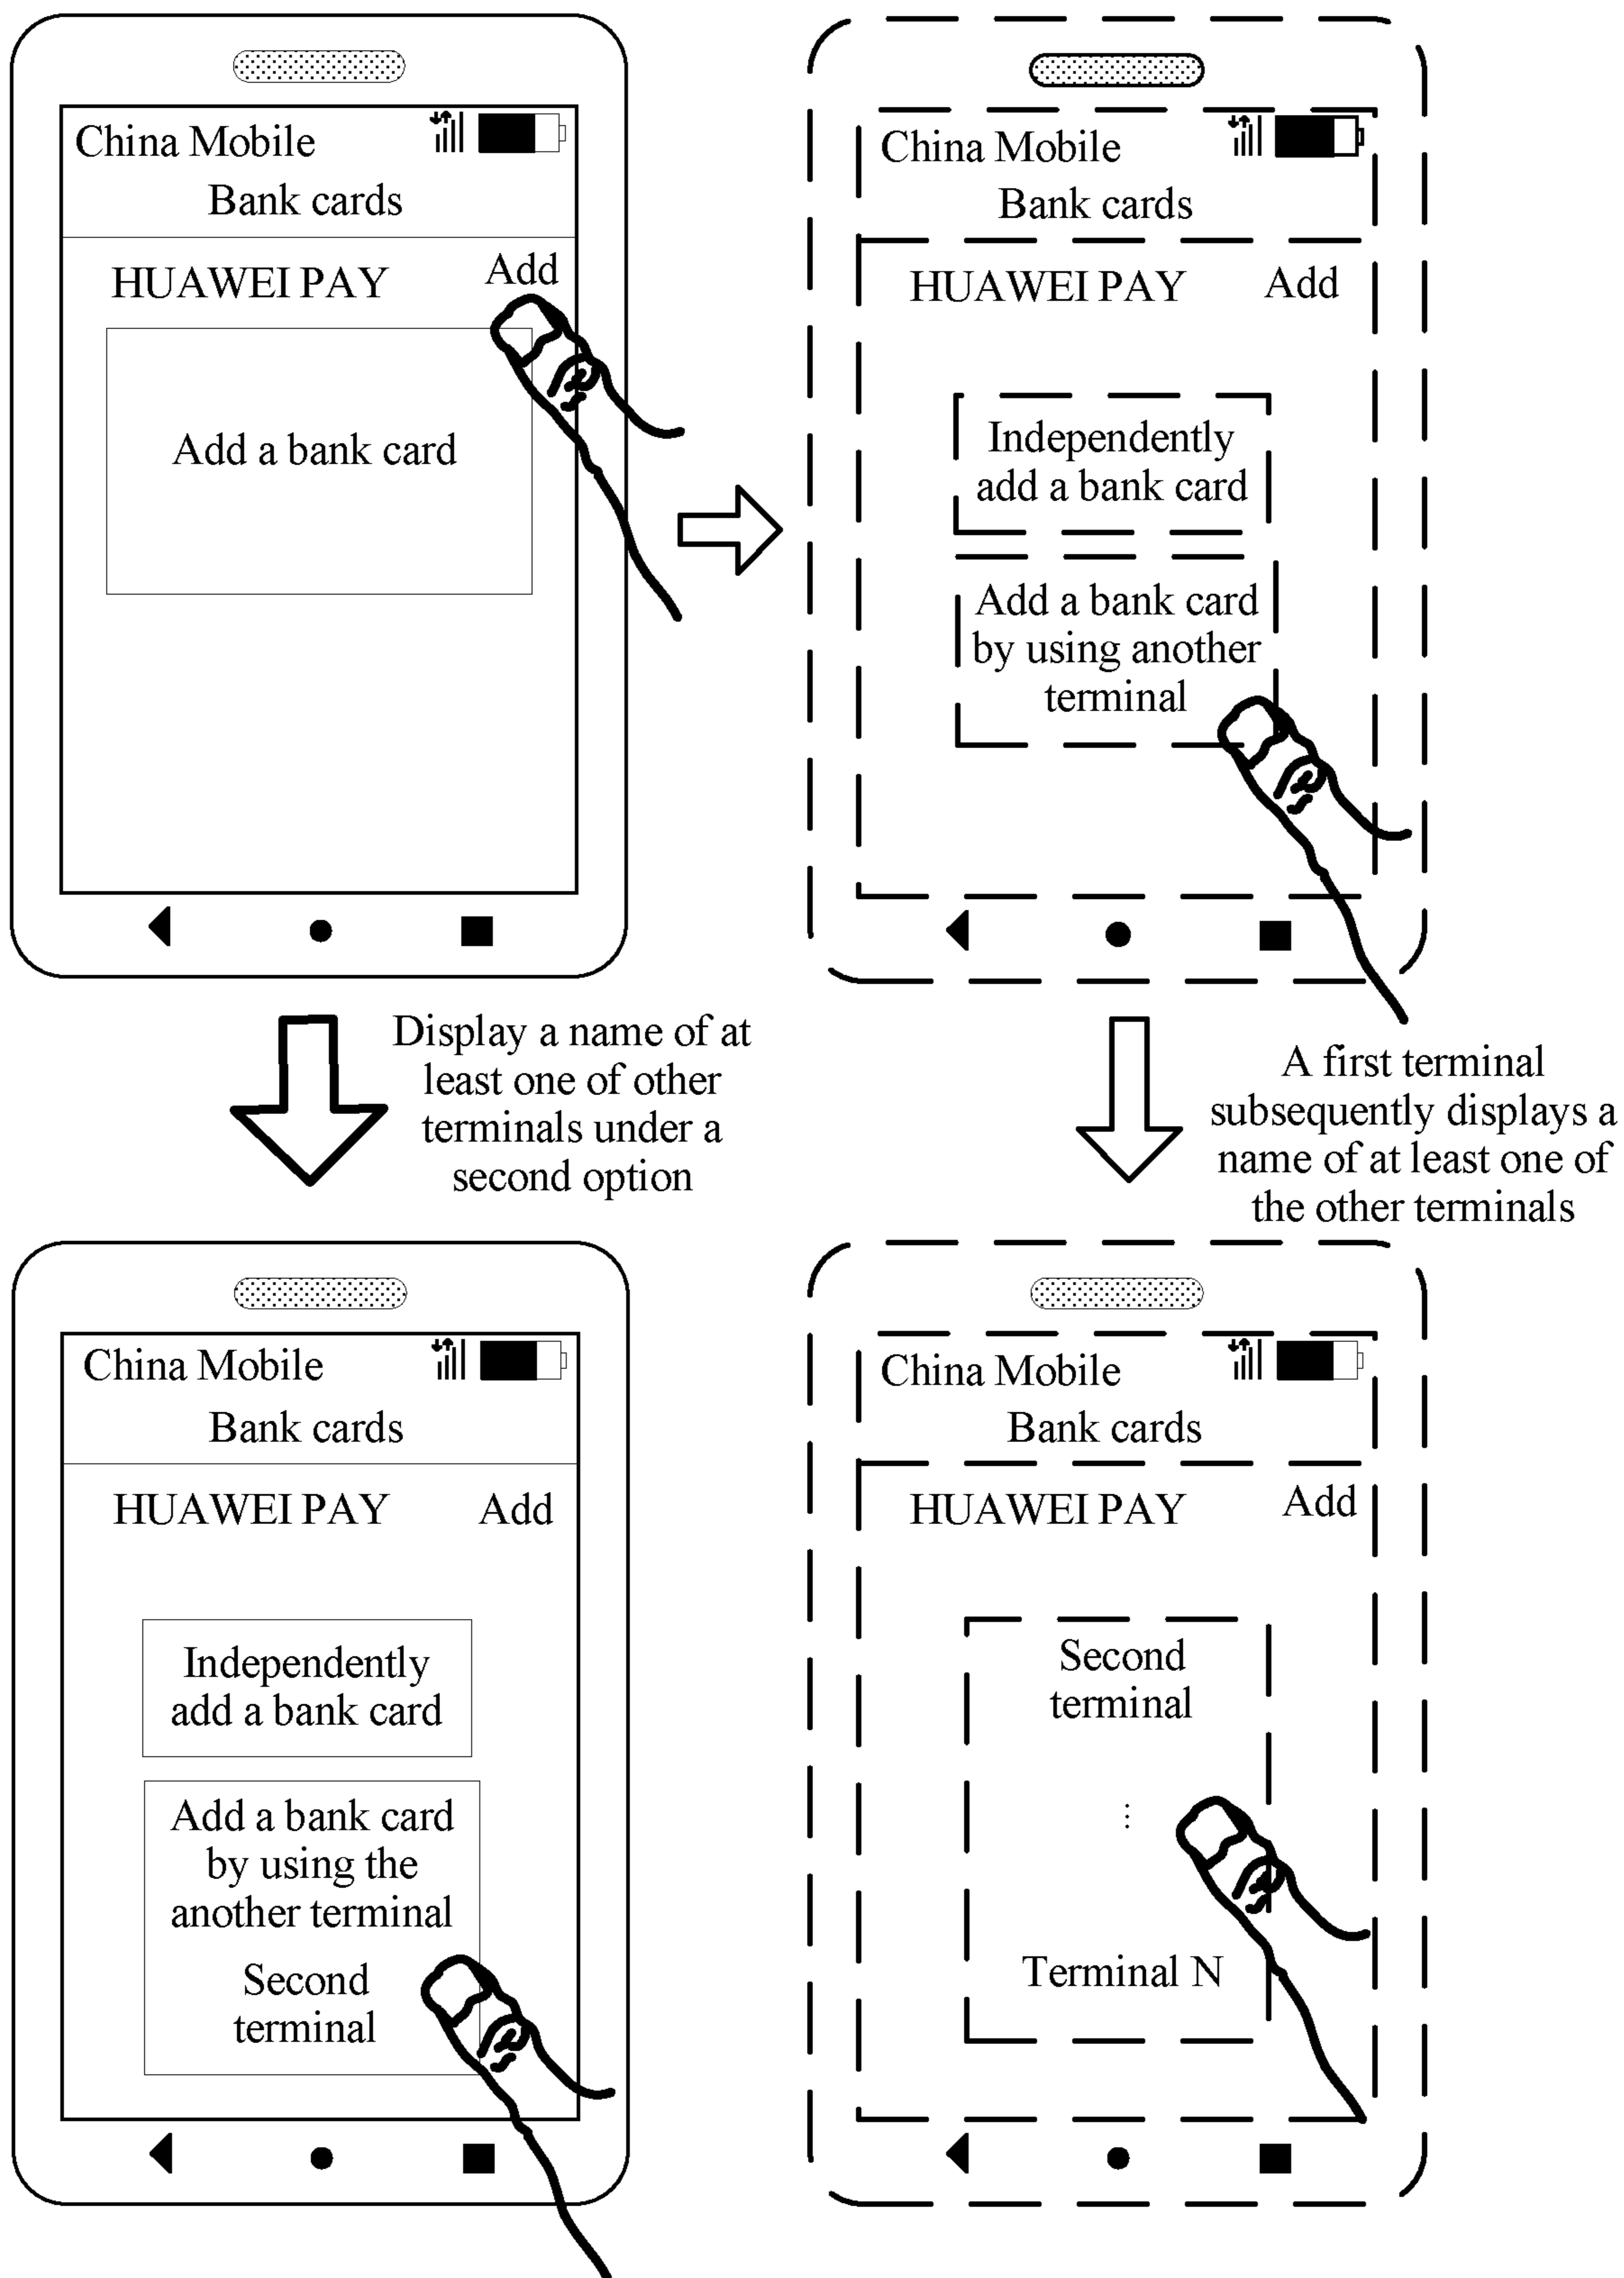 China Mobile
Bank cards
HUAWEI PAY
Add
Add a bank card
China Mobile
Bank cards
HUAWEI PAY
Add
Independently
add a bank card
Add a bank card
by using another
terminal
Display a name of at
least one of other
terminals under a
second option
A first terminal
subsequently displays a
name of at least one of
the other terminals
China Mobile
Bank cards
HUAWEI PAY
Add
Independently
add a bank card
Add a bank card
by using the
another terminal
Second
terminal
China Mobile
Bank cards
HUAWEI PAY
Add
Second
terminal
⋮
Terminal N